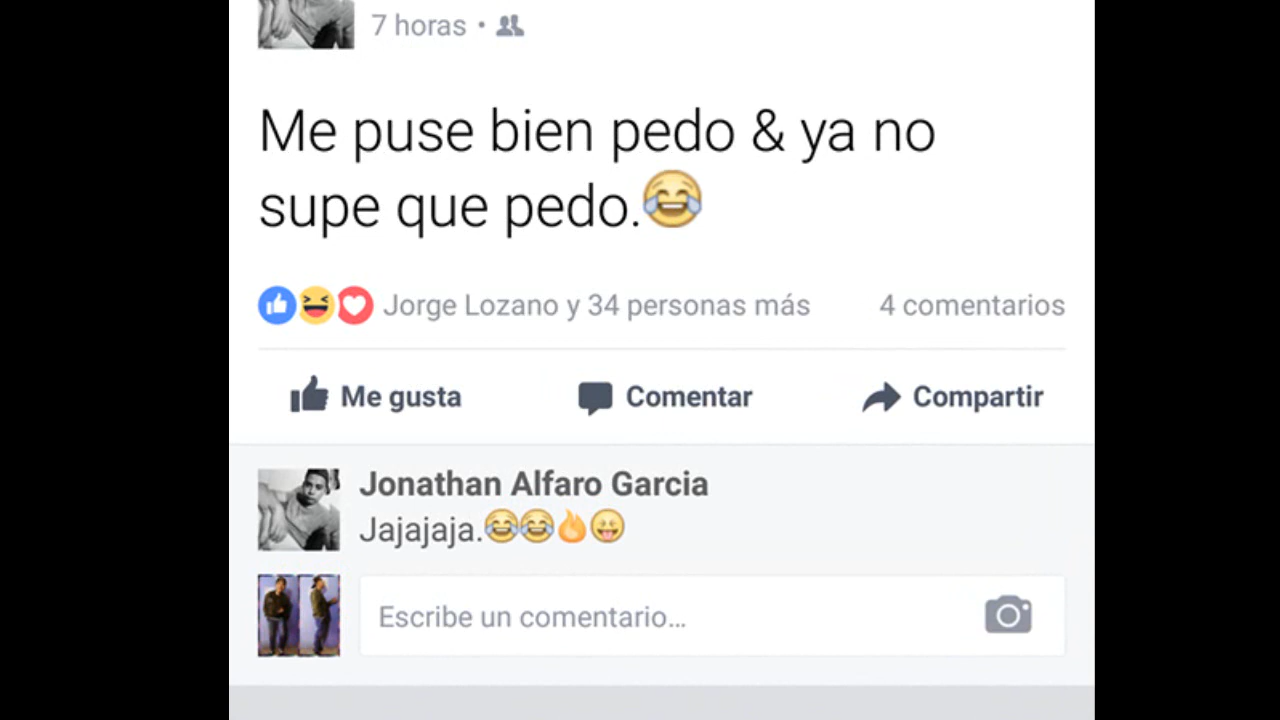 7 horas •
Me puse bien pedo & ya no
supe que pedo.😂
Jorge Lozano y 34 personas más 4 comentarios
Me gusta Comentar Compartir
Jonathan Alfaro Garcia
Jajajaja.😂😂🔥😛
Escribe un comentario...